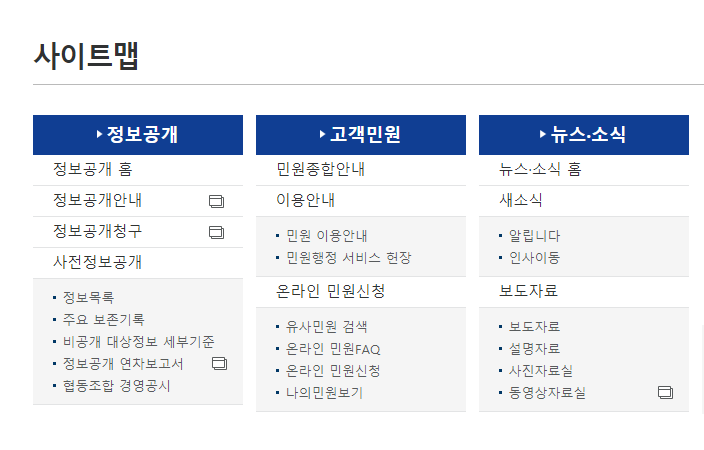 사이트맵
정보공개
정보공개 홈
정보공개안내
정보공개청구
사전정보공개
정보목록
주요 보존기록
비공개 대상정보 세부기준
정보공개 연차보고서
협동조합 경영공시
고객민원
민원종합안내
이용안내
민원 이용안내
민원행정 서비스 헌장
온라인 민원신청
유사민원 검색
온라인 민원FAQ
온라인 민원신청
나의민원보기
뉴스·소식
뉴스·소식 홈
새소식
알립니다
인사이동
보도자료
보도자료
설명자료
사진자료실
동영상자료실